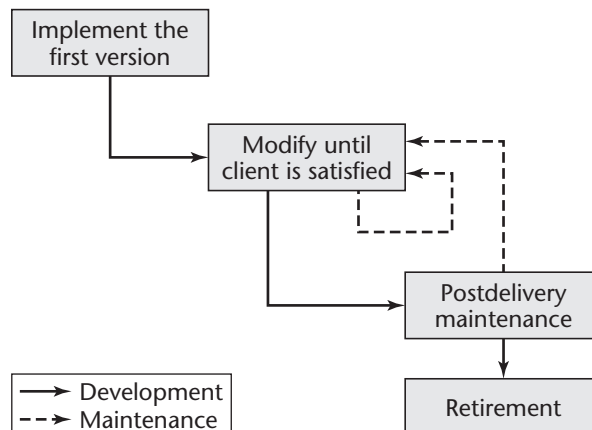 Implement the
first version
Modify until
client is satisfied
Postdelivery
maintenance
Development
Maintenance
Retirement